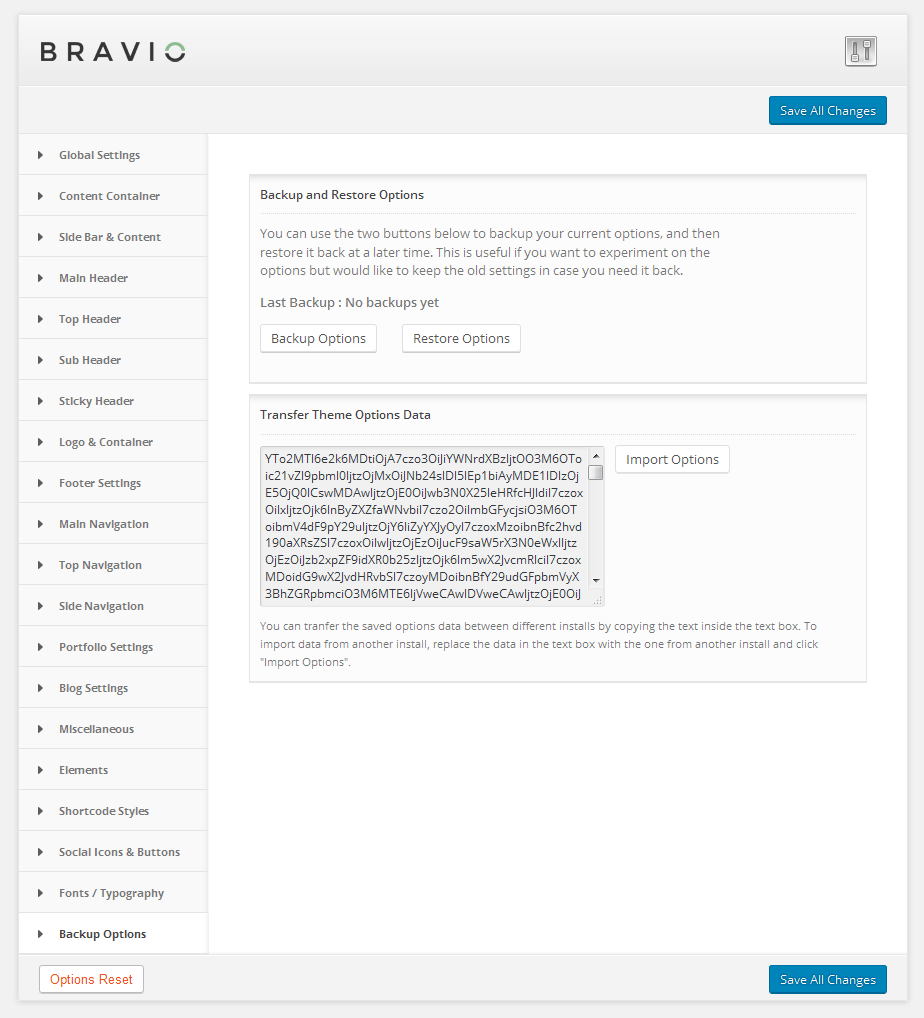 BRAVIO
Save All Changes
Global Settings
Content Container
Side Bar & Content
Main Header
Top Header
Sub Header
Sticky Header
Logo & Container
Footer Settings
Main Navigation
Top Navigation
Side Navigation
Portfolio Settings
Blog Settings
Miscellaneous
Elements
Shortcode Styles
Social Icons & Buttons
Fonts / Typography
Backup Options
Backup and Restore Options
You can use the two buttons below to backup your current options, and then
restore it back at a later time. This is useful if you want to experiment on the
options but would like to keep the old settings in case you need it back.
Last Backup : No backups yet
Backup Options
Restore Options
Transfer Theme Options Data
Import Options
You can tranfer the saved options data between different installs by copying the text inside the text box. To
import data from another install, replace the data in the text box with the one from another install and click
"Import Options".
Options Reset
Save All Changes